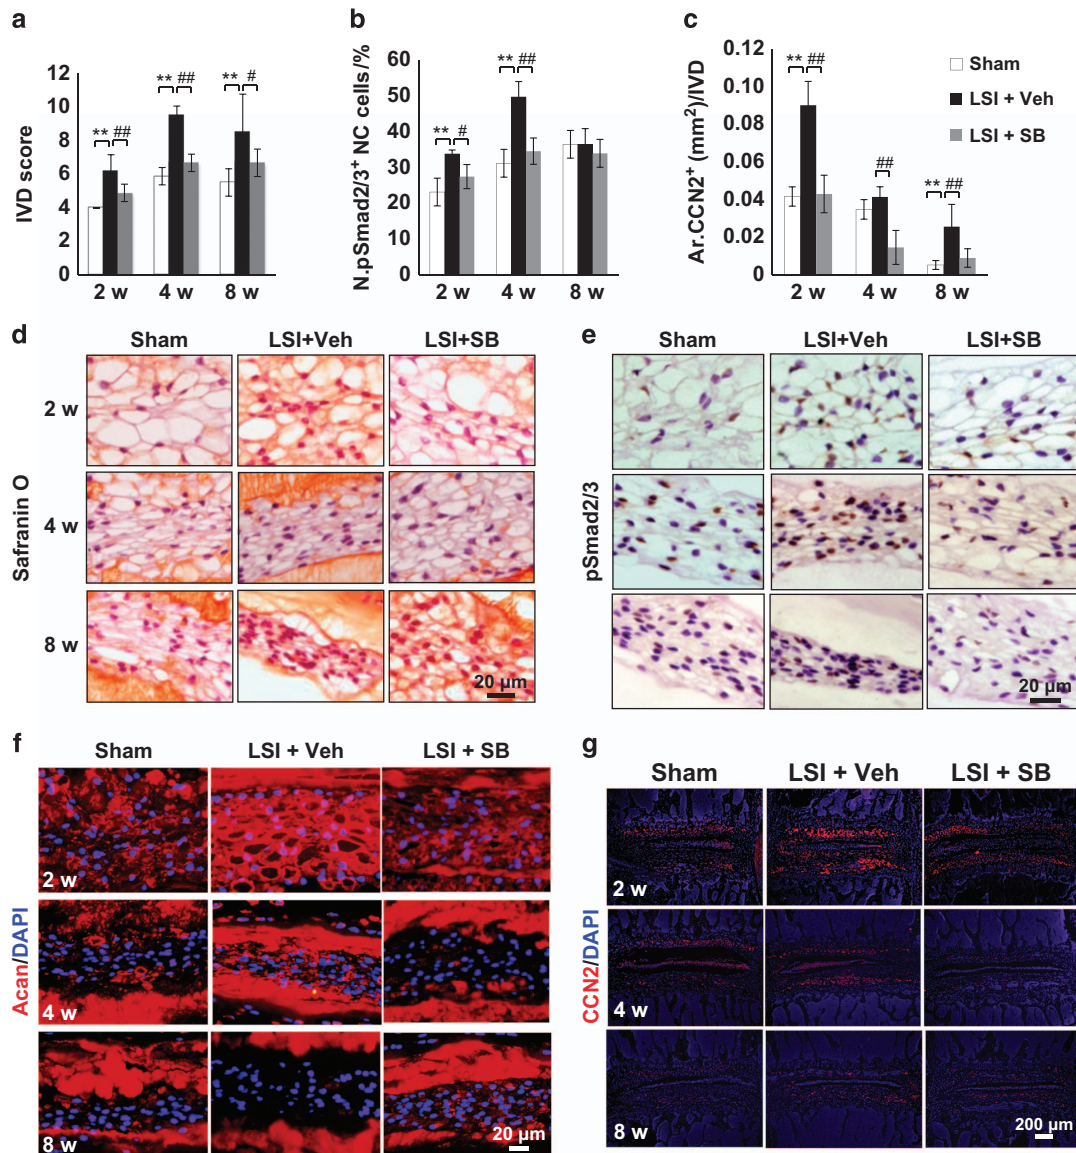 a
IVD score
12
10
8
6
4
2
0
** ##
** ##
** #
2 w 4 w 8 w
b
N.pSmad2/3⁺ NC cells/%
60
50
40
30
20
10
0
** #
** ##
2 w 4 w 8 w
c
Ar.CCN2⁺ (mm²)/IVD
0.12
0.10
0.08
0.06
0.04
0.02
0
** ##
##
** ##
2 w 4 w 8 w
Sham
LSI + Veh
LSI + SB
d
Sham LSI+Veh LSI+SB
Safranin O
2 w
4 w
8 w
20 µm
e
Sham LSI+Veh LSI+SB
pSmad2/3
20 µm
f
Sham LSI + Veh LSI + SB
Acan/DAPI
2 w
4 w
8 w
20 µm
g
Sham LSI + Veh LSI + SB
CCN2/DAPI
2 w
4 w
8 w
200 µm